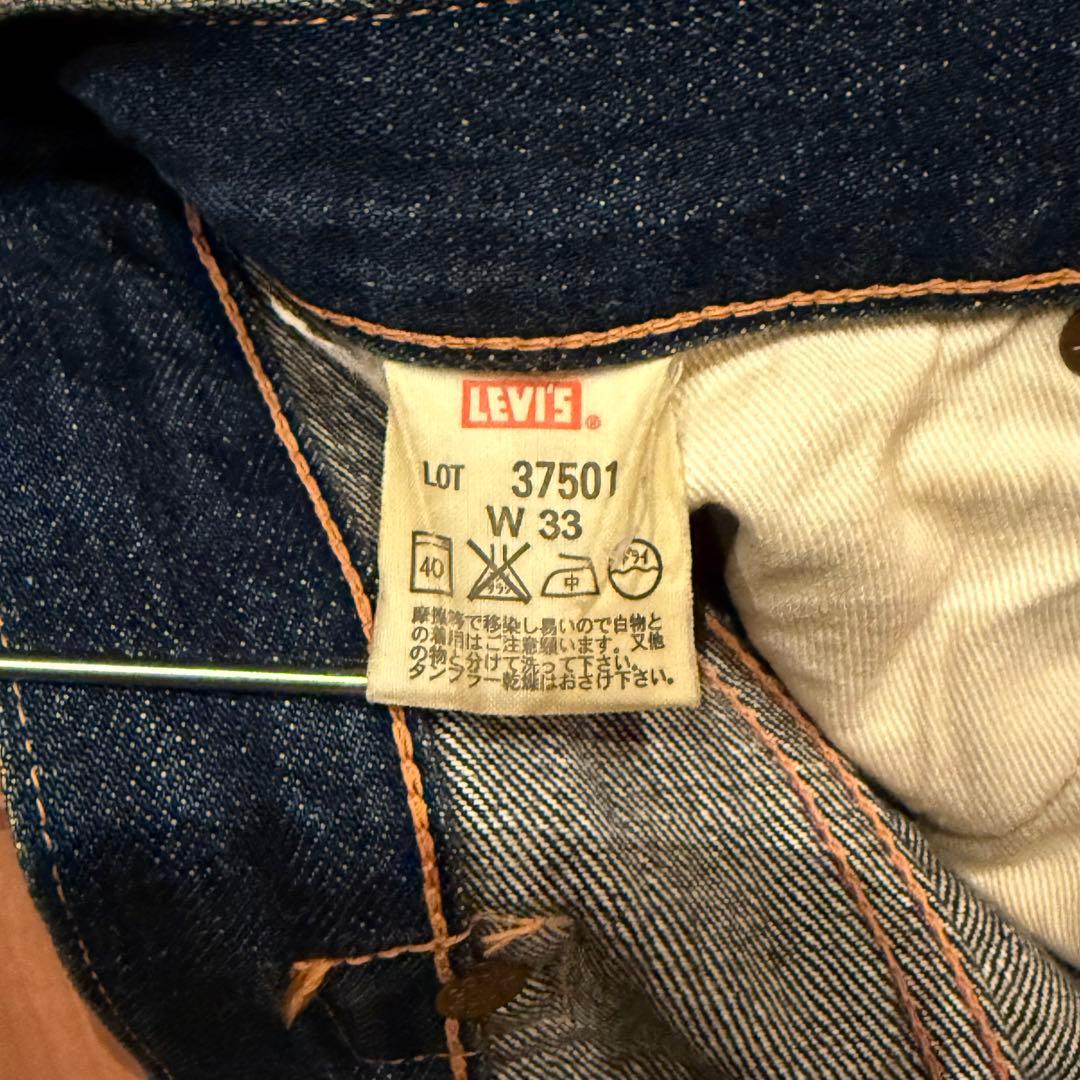 LEVI'S ®
LOT 37501
W 33
40 中 ドライ
摩擦等で移染し易いので白物と
の着用はご注意願います。又他
の物と分けて洗って下さい。
タンブラー乾燥はおさけ下さい。